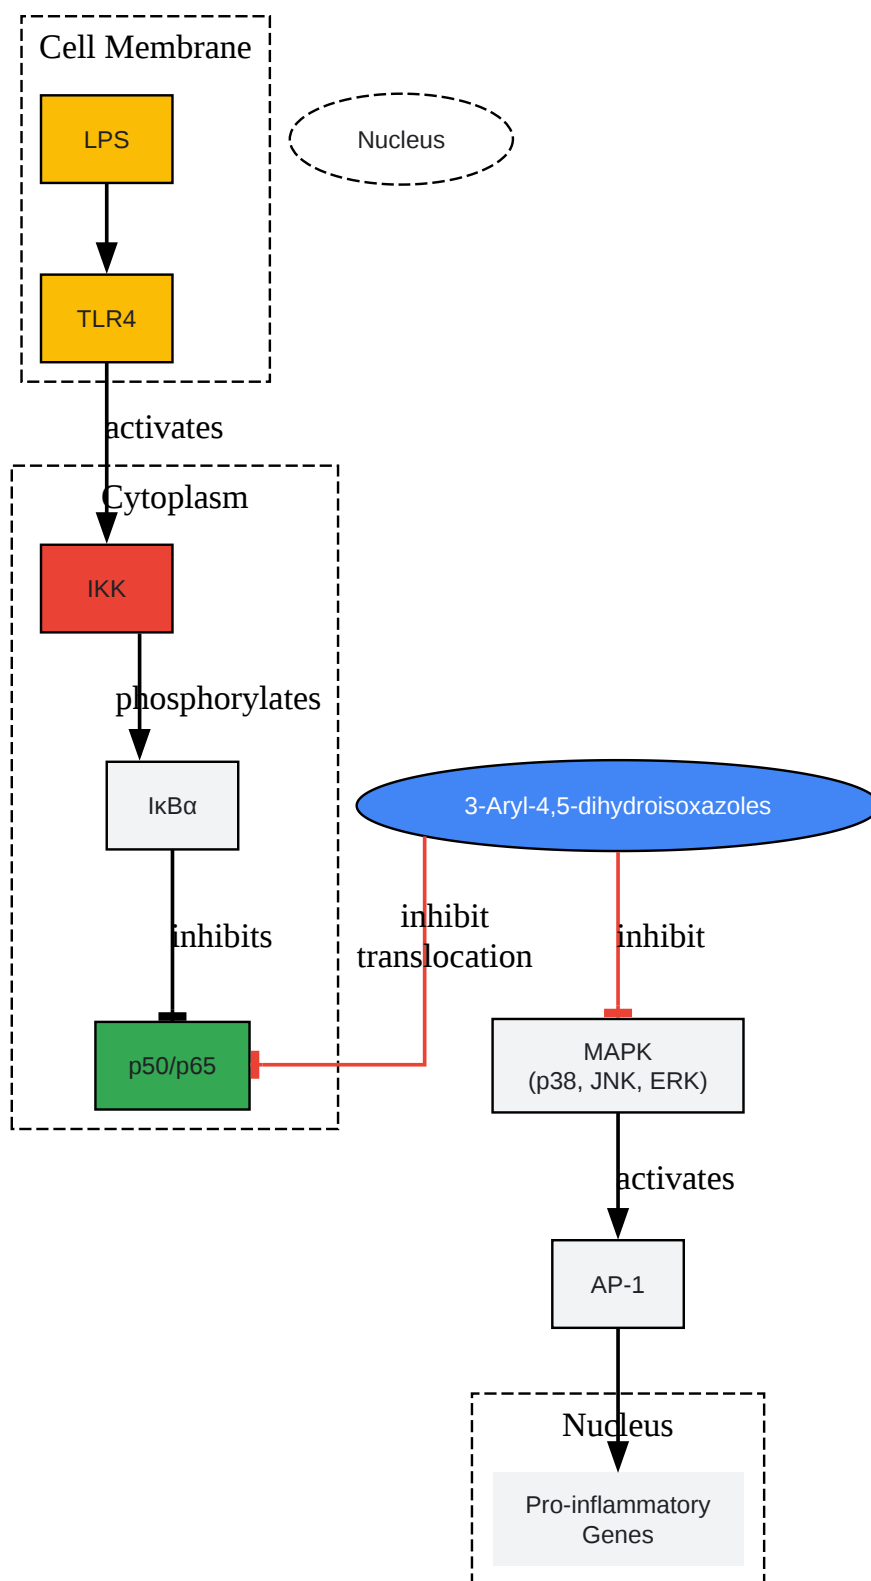 Cell Membrane
LPS
Nucleus
TLR4
activates
Cytoplasm
IKK
phosphorylates
IκBα
3-Aryl-4,5-dihydroisoxazoles
inhibits
inhibit
translocation
inhibit
p50/p65
MAPK
(p38, JNK, ERK)
activates
AP-1
Nucleus
Pro-inflammatory
Genes